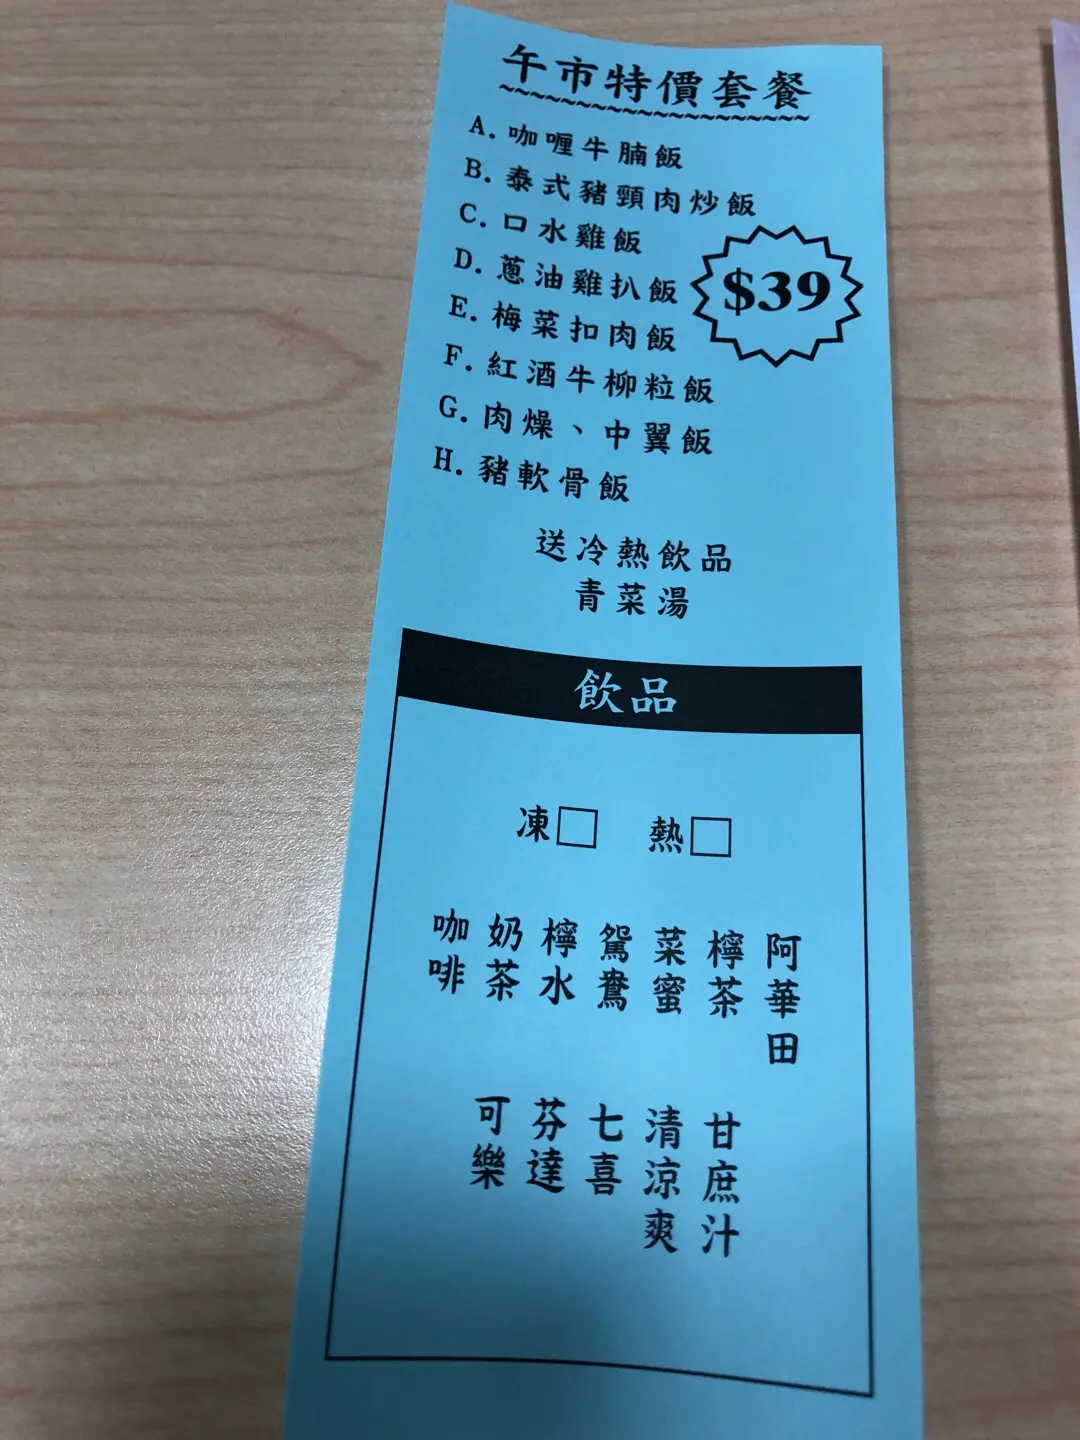 午市特價套餐
A. 咖喱牛腩飯
B. 泰式豬頸肉炒飯
C. 口水雞飯
D. 蔥油雞扒飯
E. 梅菜扣肉飯
F. 紅酒牛柳粒飯
G. 肉燥、中翼飯
H. 豬軟骨飯
$39
送冷熱飲品
青菜湯
飲品
凍□ 熱□
咖啡
奶茶
檸水
鴛鴦
菜蜜
檸茶
阿華田
可樂
芬達
七喜
清涼爽
甘庶汁